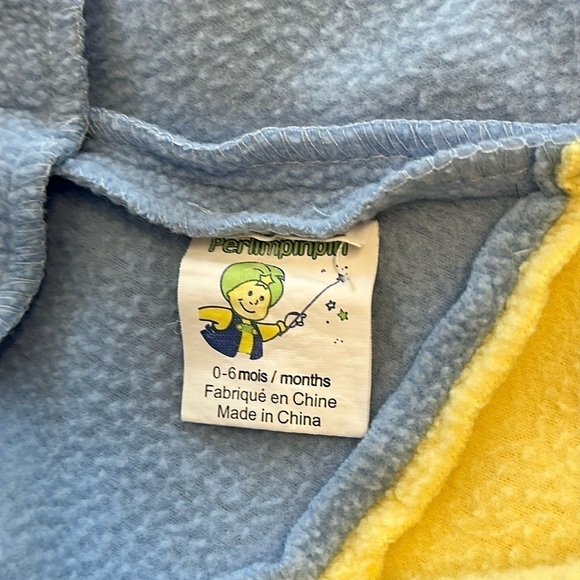 Perlimpinpin
0-6 mois / months
Fabriqué en Chine
Made in China